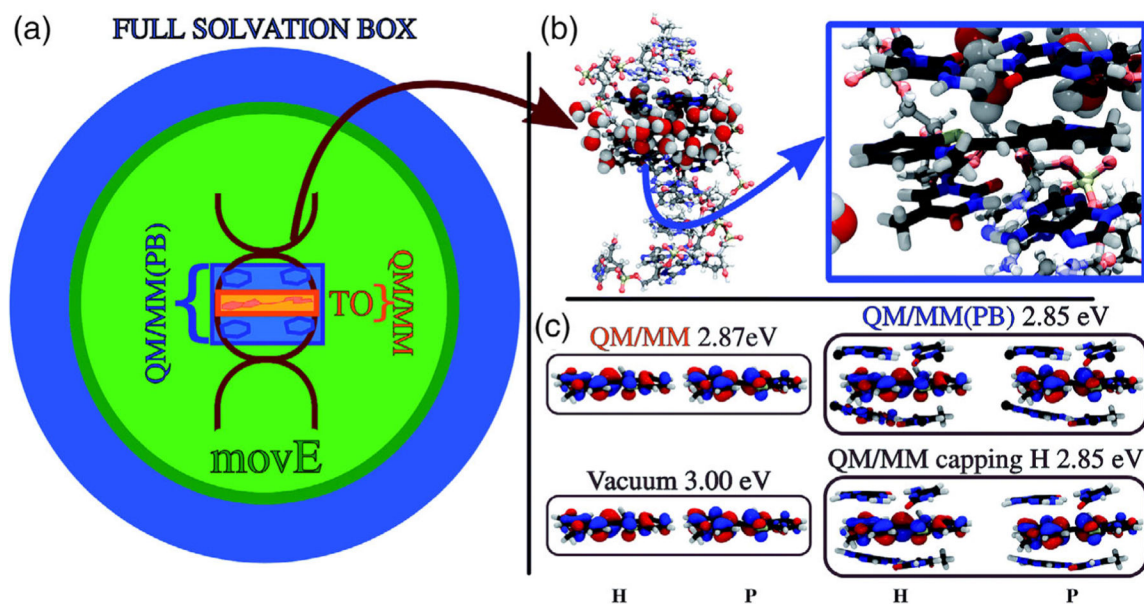 (a)
FULL SOLVATION BOX
QM/MM(PB)
TO
QM/MM
movE
(b)
(c)
QM/MM 2.87eV
QM/MM(PB) 2.85 eV
Vacuum 3.00 eV
QM/MM capping H 2.85 eV
H
P
H
P